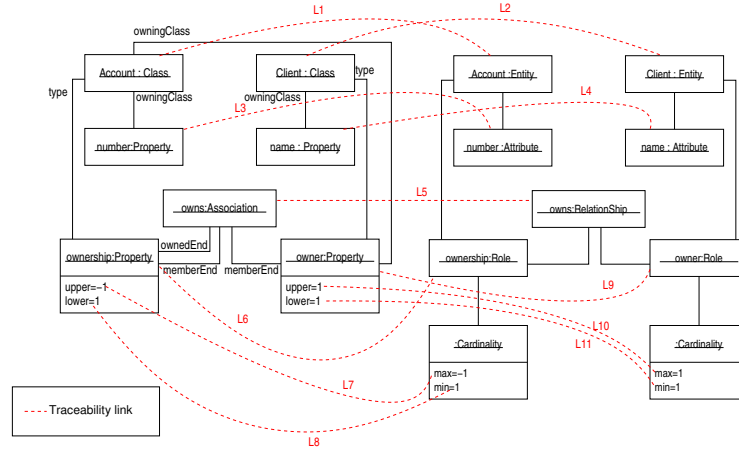 owningClass
L1
L2
Account : Class
Client : Class
Account :Entity
Client : Entity
type
owningClass
owningClass
type
L3
L4
number:Property
name : Property
number :Attribute
name : Attribute
L5
owns:Association
owns:RelationShip
ownedEnd
ownership:Property
memberEnd
memberEnd
owner:Property
ownership:Role
owner:Role
upper=−1
lower=1
upper=1
lower=1
L9
L6
L10
L11
:Cardinality
:Cardinality
L7
max=−1
min=1
max=1
min=1
Traceability link
L8